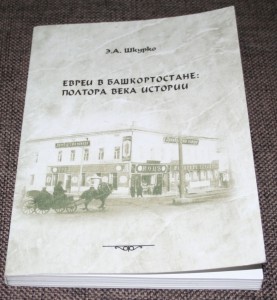 Э.А. Шкурко
ЕВРЕИ В БАШКОРТОСТАНЕ:
ПОЛТОРА ВЕКА ИСТОРИИ